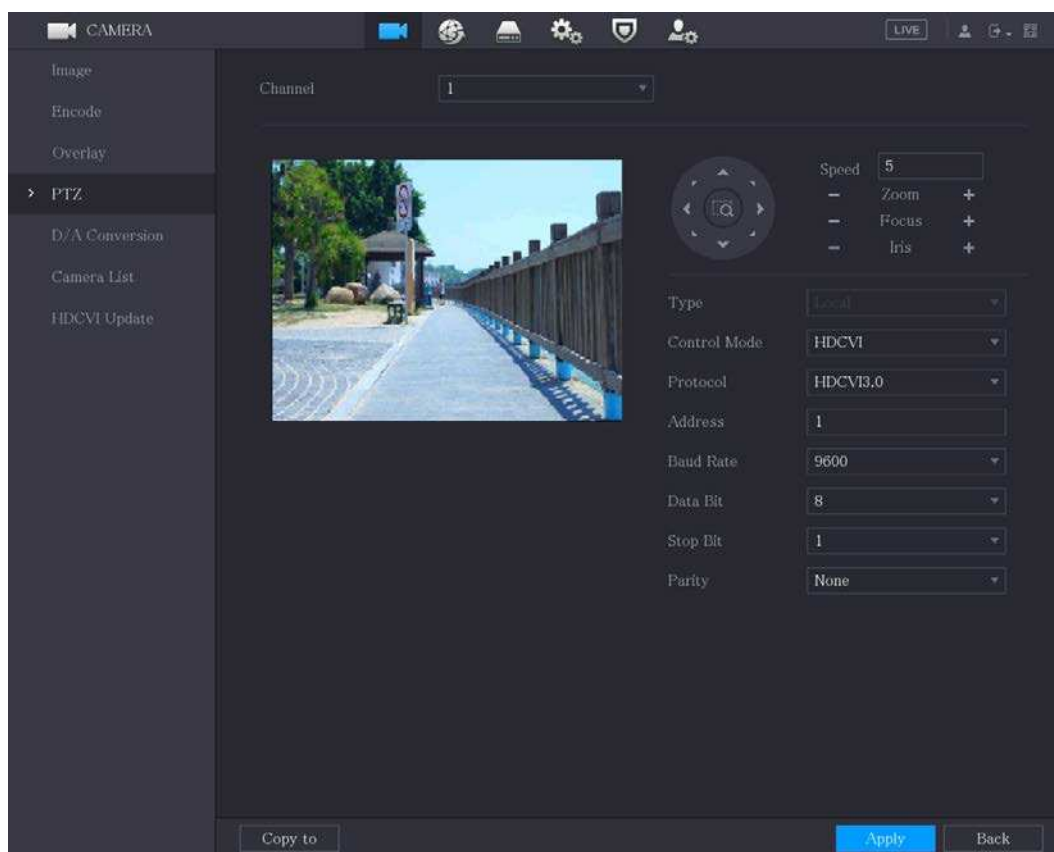 CAMERA
LIVE
Image
Encode
Overlay
PTZ
D/A Conversion
Camera List
HDCVI Update
Channel 1
Speed 5
Zoom
Focus
Iris
Type Local
Control Mode HDCVI
Protocol HDCVI3.0
Address 1
Baud Rate 9600
Data Bit 8
Stop Bit 1
Parity None
Copy to
Apply
Back